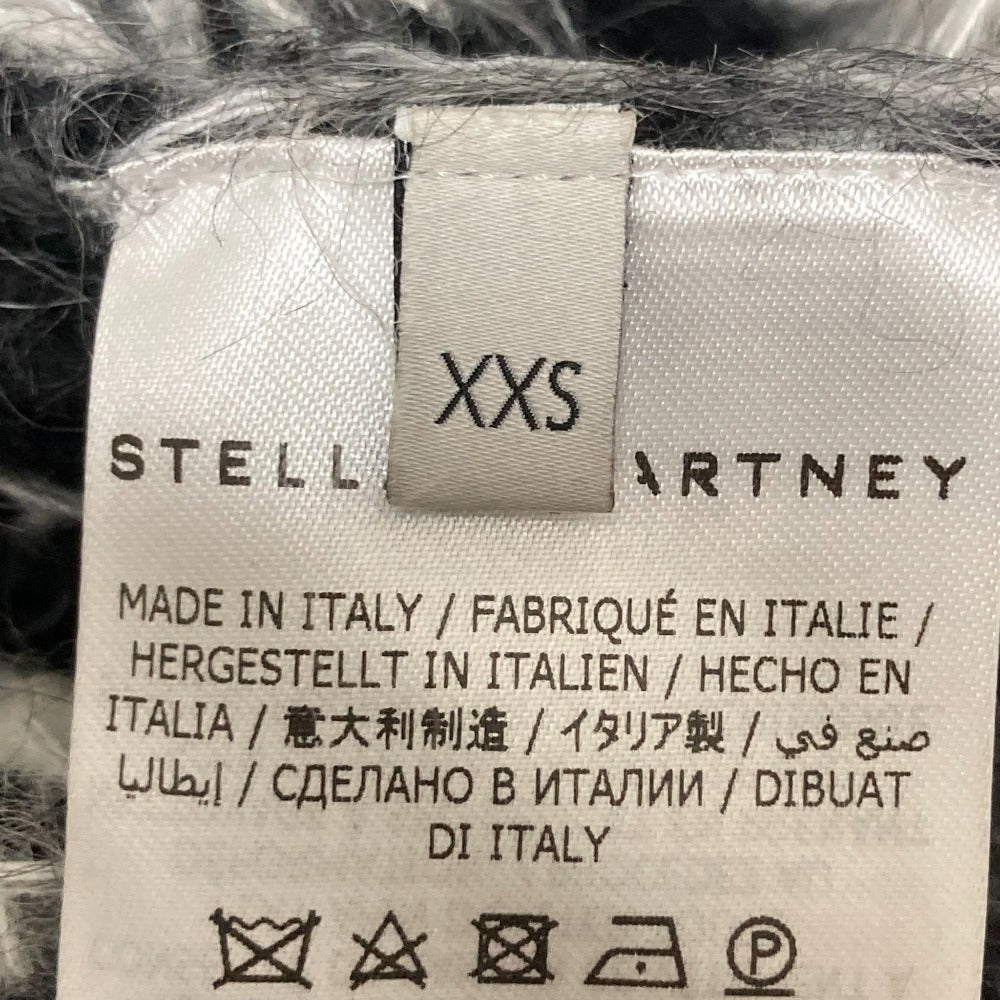 XXS
STELL ARTNEY
MADE IN ITALY / FABRIQUÉ EN ITALIE /
HERGESTELLT IN ITALIEN / HECHO EN
ITALIA / 意大利制造 / イタリア製 / صنع في
إيطاليا / СДЕЛАНО В ИТАЛИИ / DIBUAT
DI ITALY
P